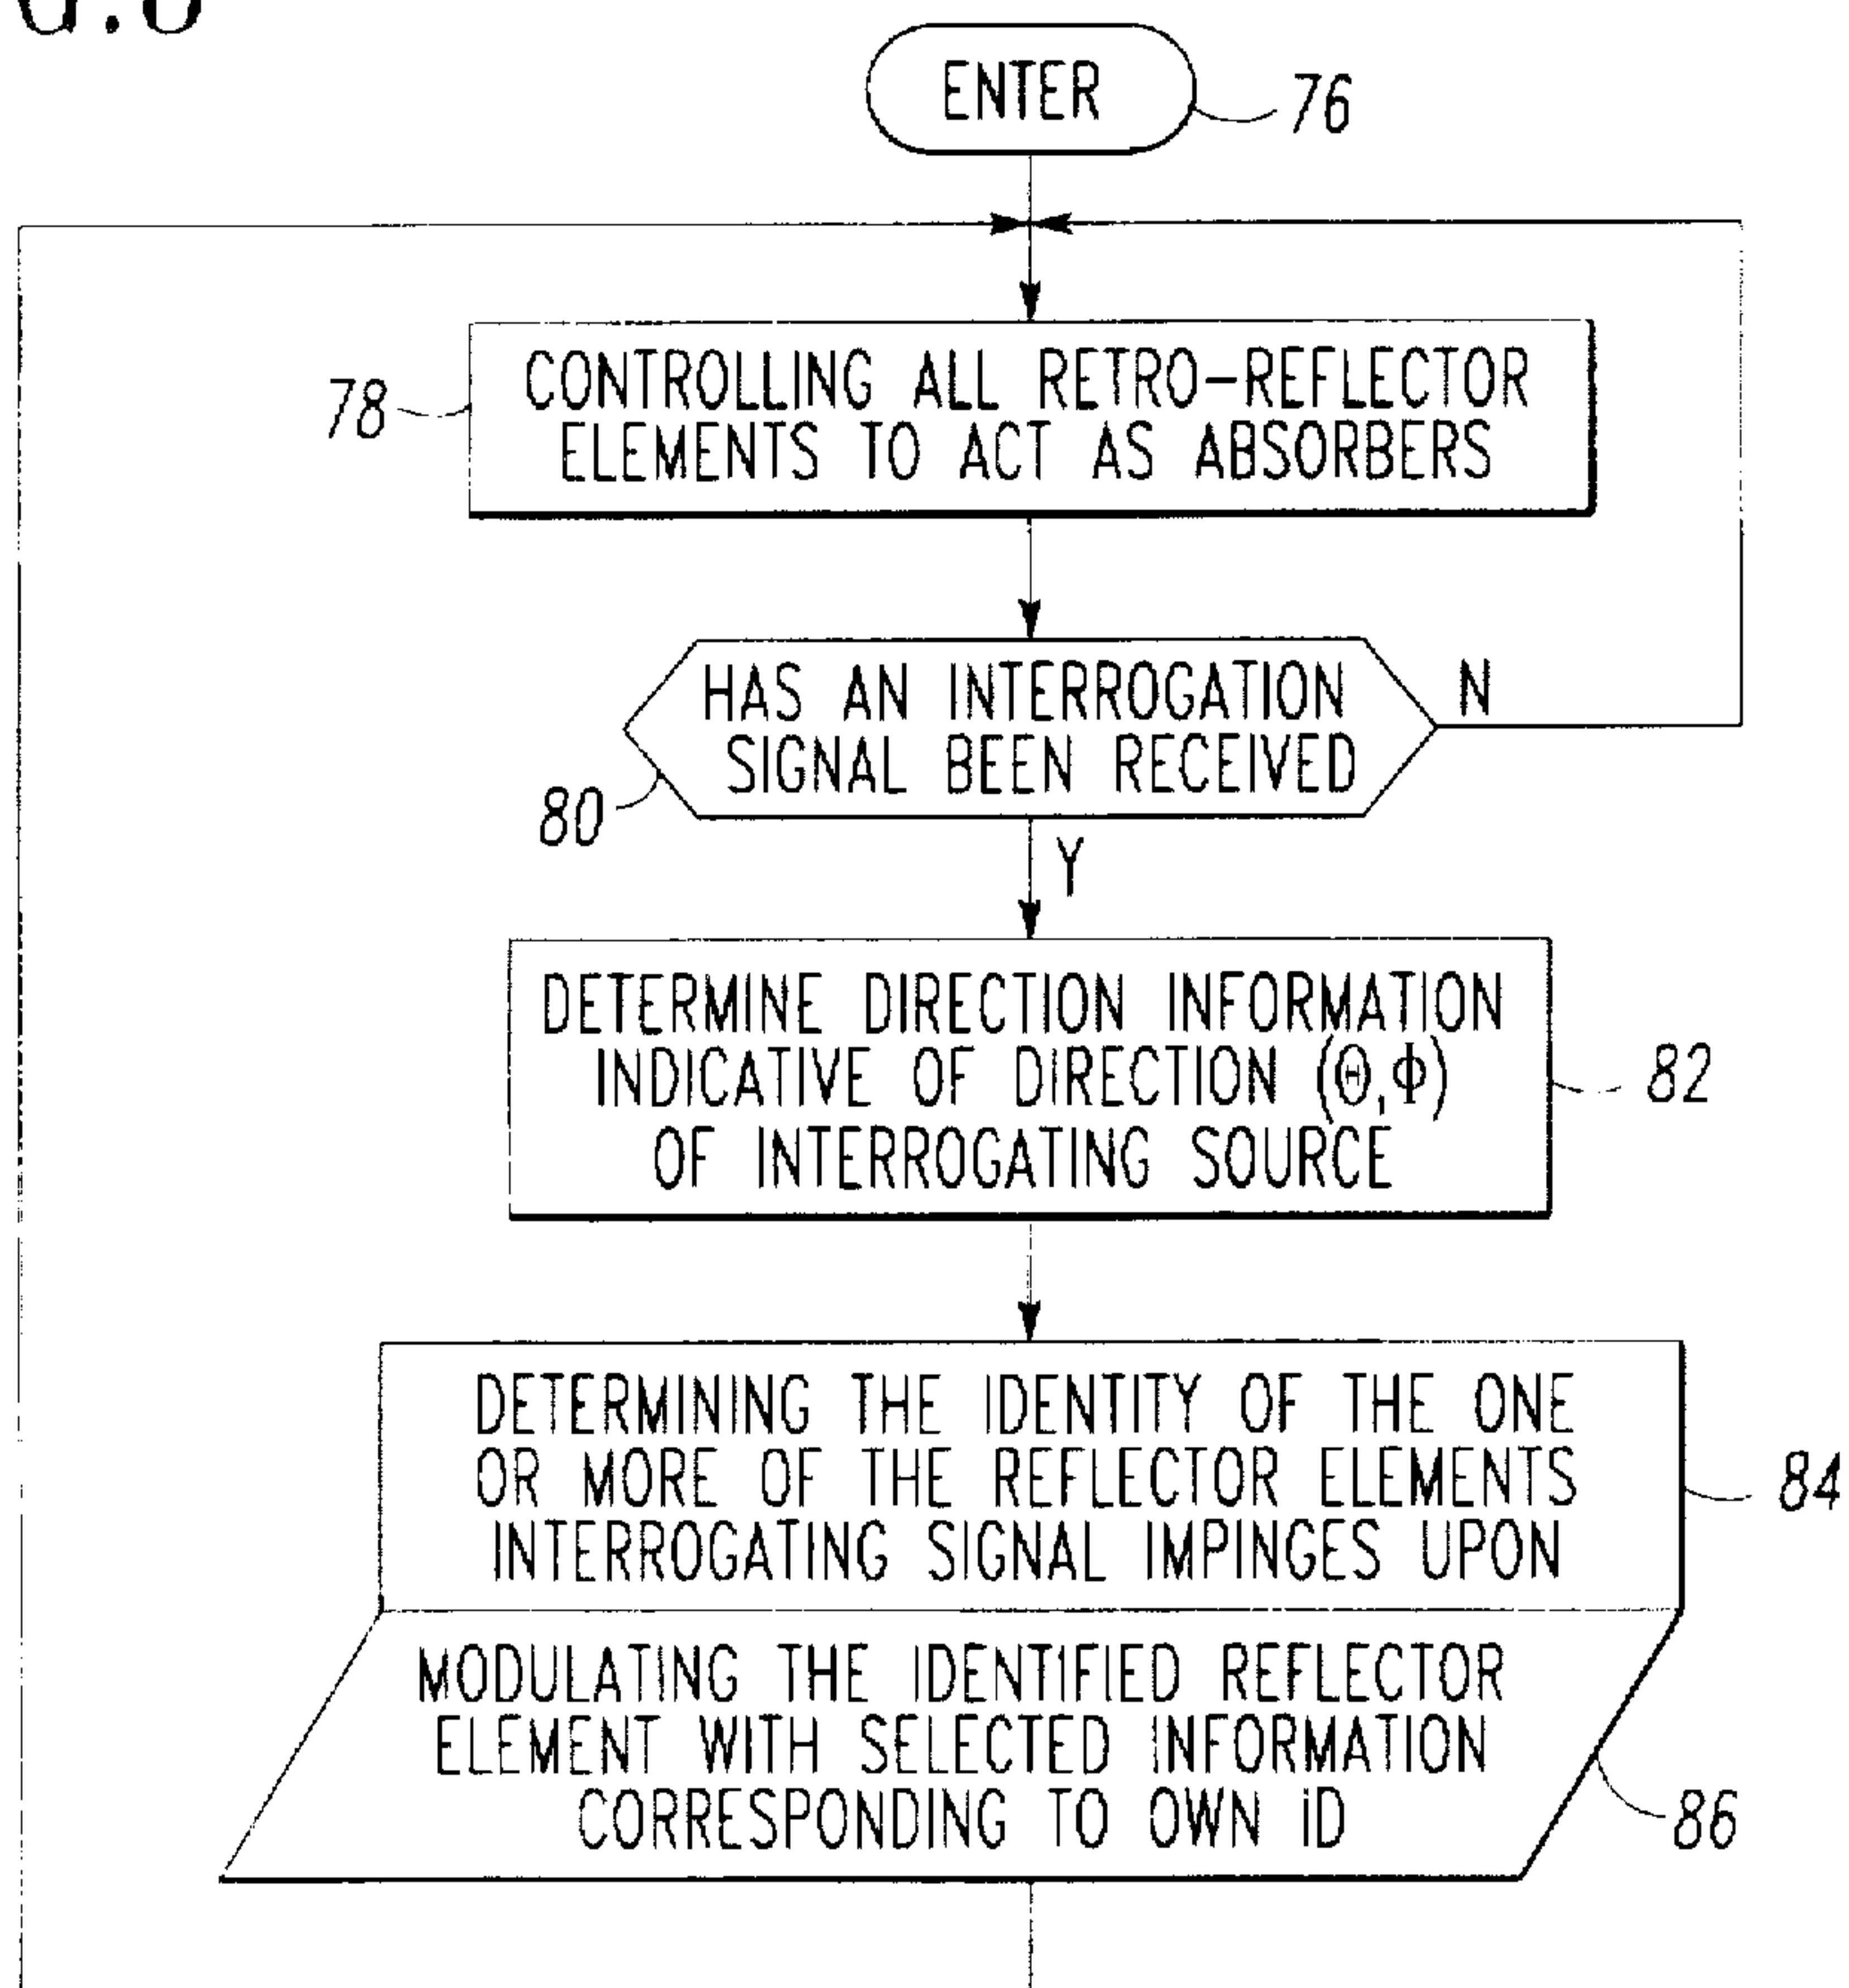 ENTER
76
CONTROLLING ALL RETRO-REFLECTOR
ELEMENTS TO ACT AS ABSORBERS
78
HAS AN INTERROGATION
SIGNAL BEEN RECEIVED
N
80
Y
DETERMINE DIRECTION INFORMATION
INDICATIVE OF DIRECTION (Θ,Φ)
OF INTERROGATING SOURCE
82
DETERMINING THE IDENTITY OF THE ONE
OR MORE OF THE REFLECTOR ELEMENTS
INTERROGATING SIGNAL IMPINGES UPON
84
MODULATING THE IDENTIFIED REFLECTOR
ELEMENT WITH SELECTED INFORMATION
CORRESPONDING TO OWN iD
86